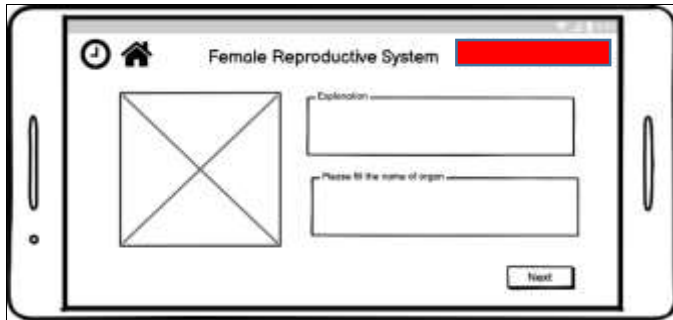 Female Reproductive System
Explanation
Please fill the name of organ
Next